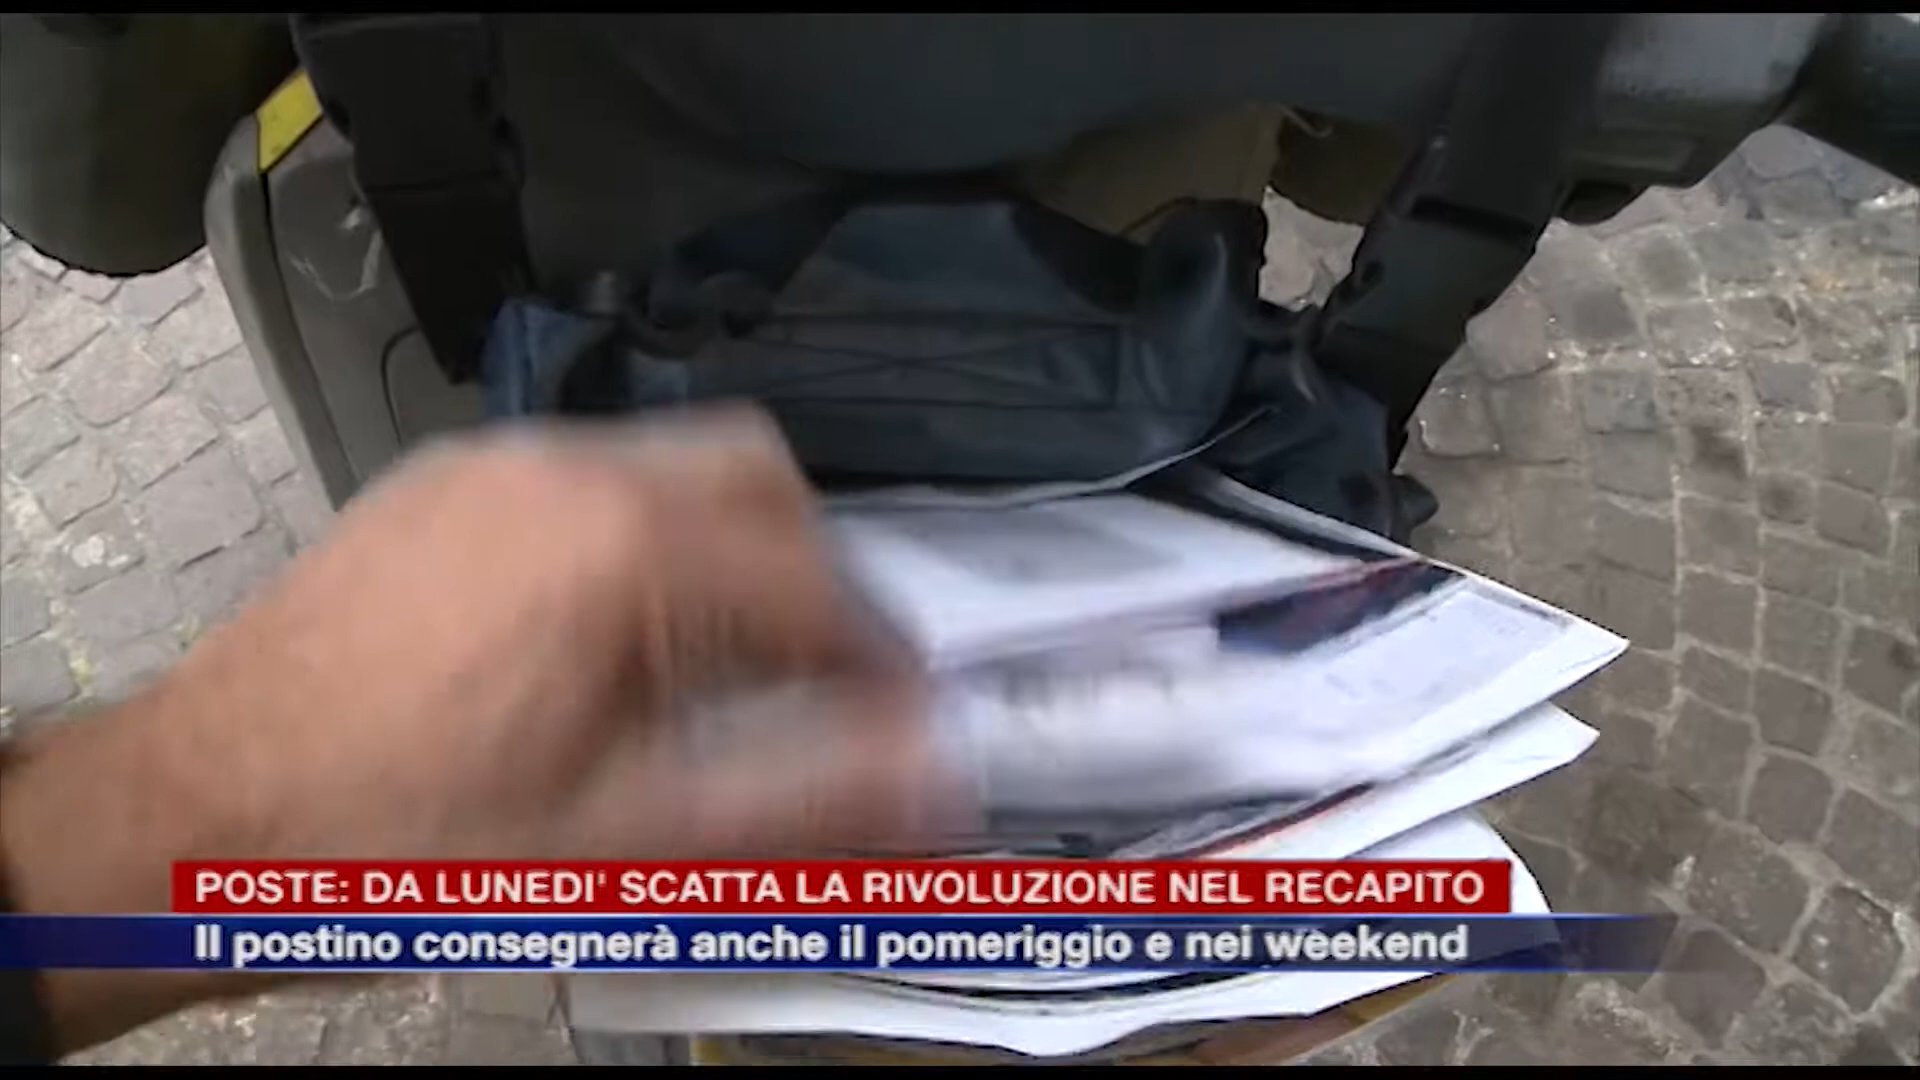 POSTE: DA LUNEDI' SCATTA LA RIVOLUZIONE NEL RECAPITO
Il postino consegnerà anche il pomeriggio e nei weekend